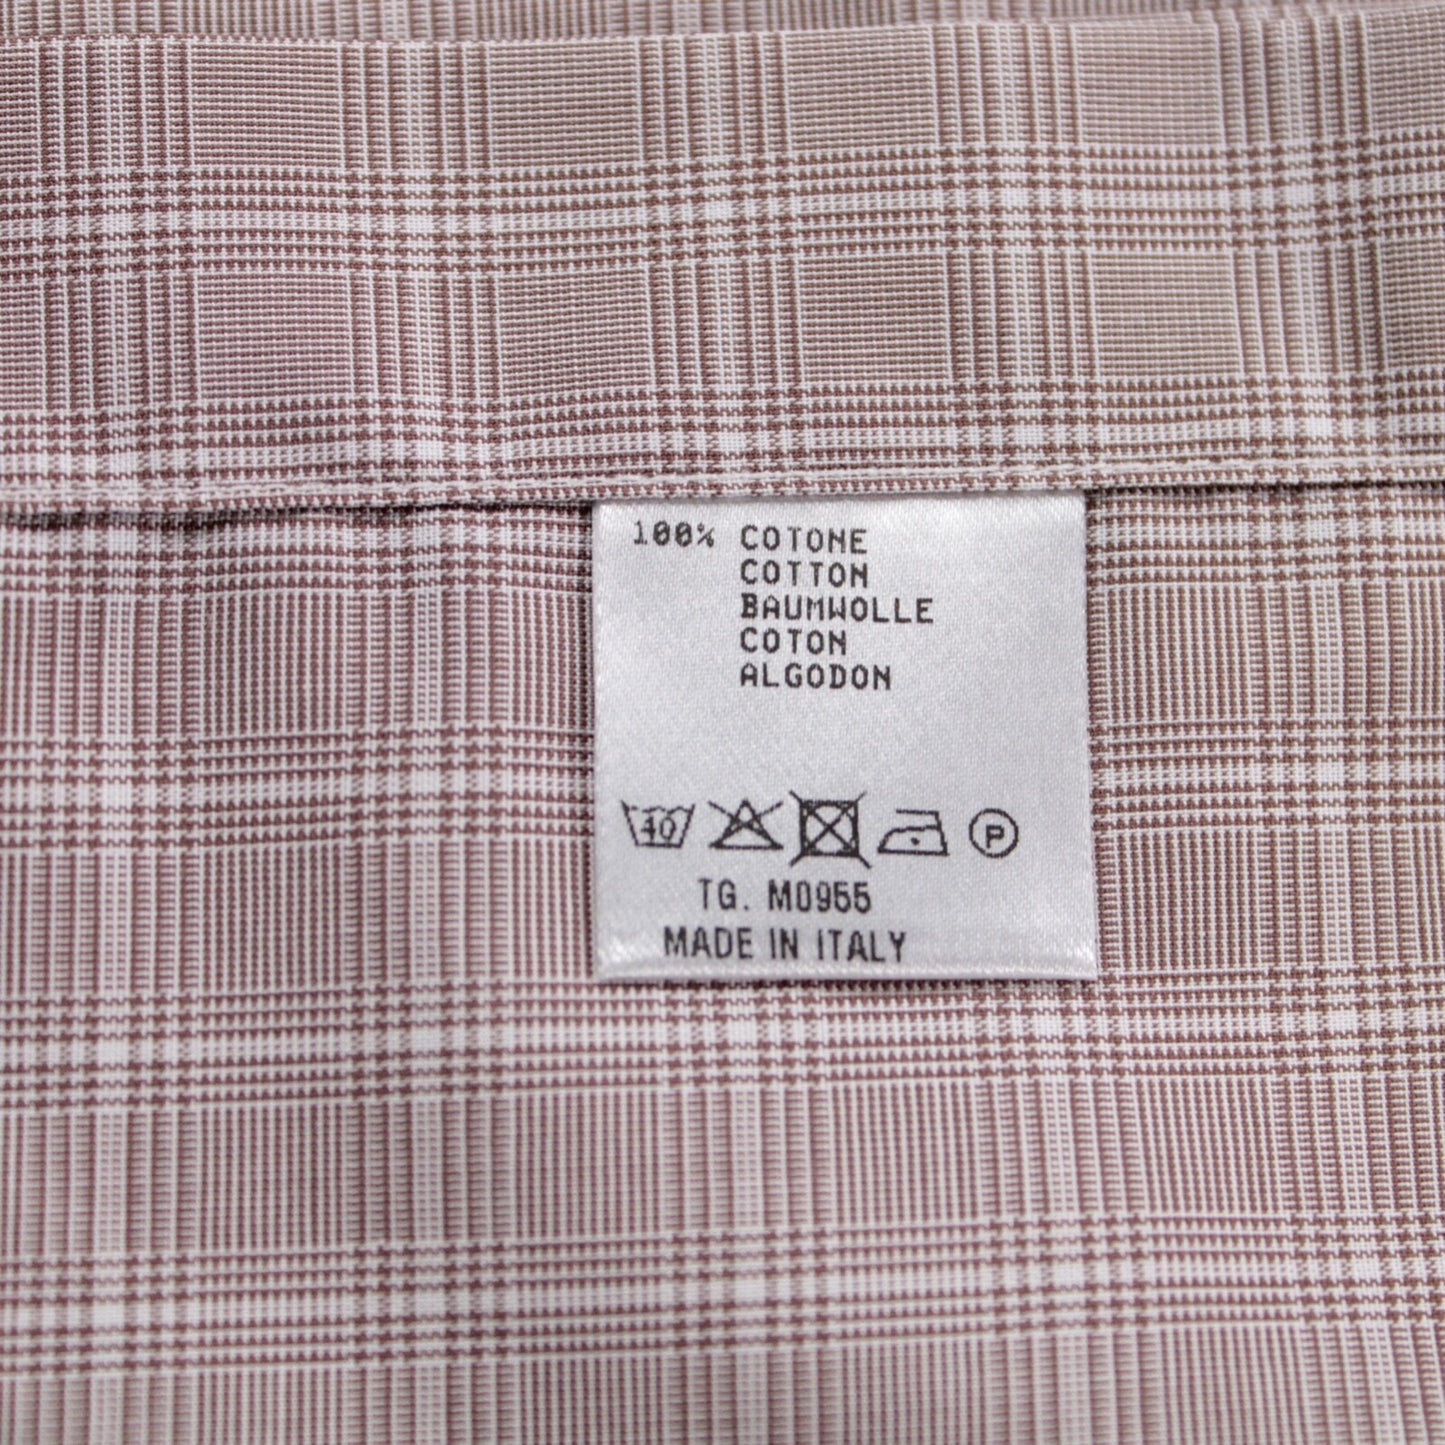 100% COTONE
COTTON
BAUMWOLLE
COTON
ALGODON
40 P
TG. M0955
MADE IN ITALY